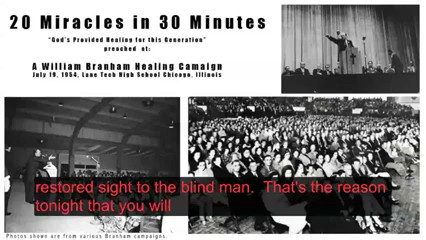 20 Miracles in 30 Minutes
"God's Provided Healing for this Generation"
preached at:
A William Branham Healing Camaign
July 19, 1954, Lane Tech High School Chicago, Illinois
restored sight to the blind man.  That's the reason
tonight that you will
Photos shown are from various Branham campaigns.